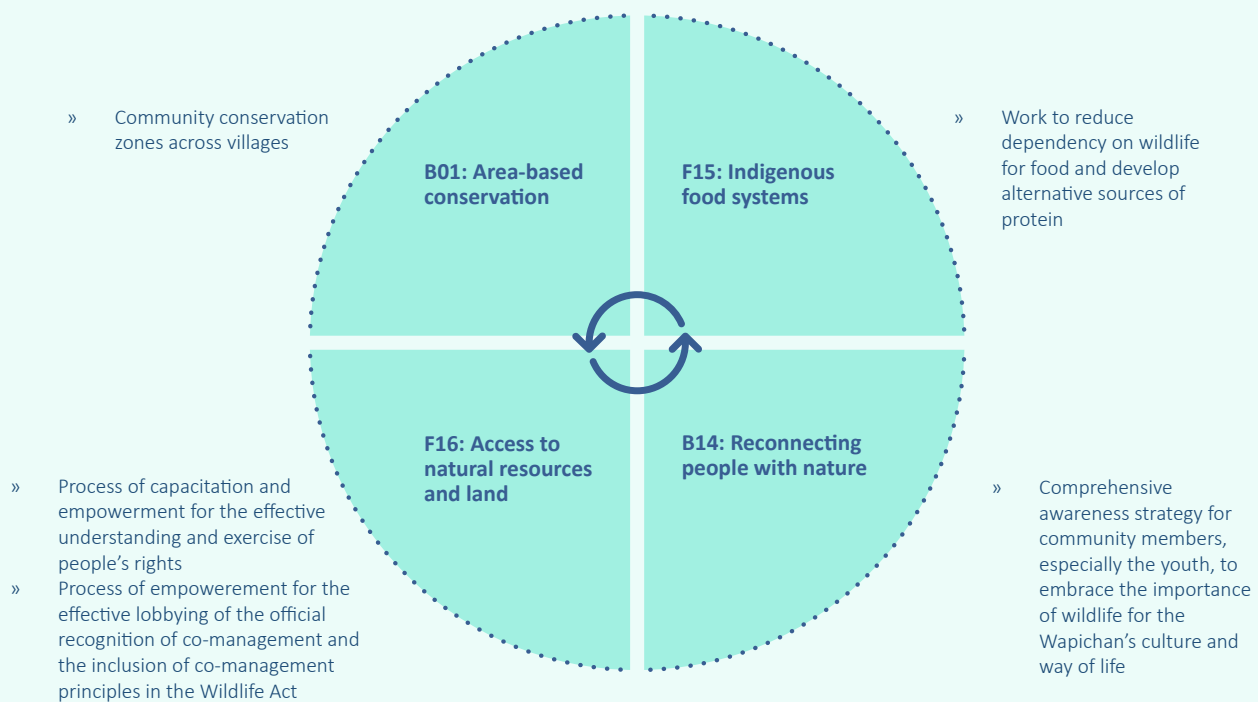 » Community conservation
zones across villages
B01: Area-based
conservation
F15: Indigenous
food systems
» Work to reduce
dependency on wildlife
for food and develop
alternative sources of
protein
F16: Access to
natural resources
and land
» Process of capacitation and
empowerment for the effective
understanding and exercise of
people’s rights
» Process of empowerement for the
effective lobbying of the official
recognition of co-management and
the inclusion of co-management
principles in the Wildlife Act
B14: Reconnecting
people with nature
» Comprehensive
awareness strategy for
community members,
especially the youth, to
embrace the importance
of wildlife for the
Wapichan’s culture and
way of life